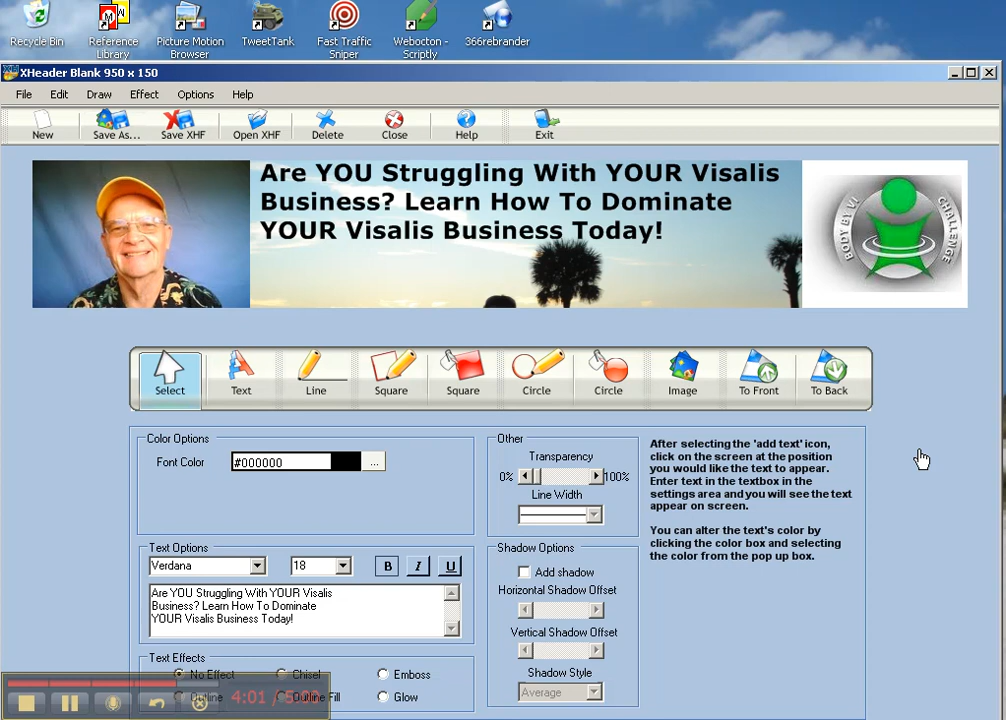 Recycle Bin
Reference
Library
Picture Motion
Browser
TweetTank
Fast Traffic
Sniper
Webocton -
Scriptly
366rebrander
XHeader Blank 950 x 150
File Edit Draw Effect Options Help
New Save As... Save XHF Open XHF Delete Close Help Exit
Are YOU Struggling With YOUR Visalis
Business? Learn How To Dominate
YOUR Visalis Business Today!
BODY BY VI
CHALLENGE
Select Text Line Square Square Circle Circle Image To Front To Back
Color Options
Font Color #000000 ...
Text Options
Verdana 18 B I U
Are YOU Struggling With YOUR Visalis
Business? Learn How To Dominate
YOUR Visalis Business Today!
Text Effects
No Effect Chisel Emboss
Outline Outline Fill Glow
Other
Transparency
0% 100%
Line Width
Shadow Options
Add shadow
Horizontal Shadow Offset
Vertical Shadow Offset
Shadow Style
Average
After selecting the 'add text' icon,
click on the screen at the position
you would like the text to appear.
Enter text in the textbox in the
settings area and you will see the text
appear on screen.
You can alter the text's color by
clicking the color box and selecting
the color from the pop up box.
4:01 /